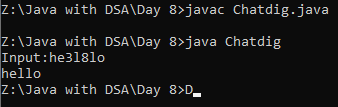 Z:\Java with DSA\Day 8>javac Chatdig.java
Z:\Java with DSA\Day 8>java Chatdig
Input:he3l8lo
hello
Z:\Java with DSA\Day 8>D